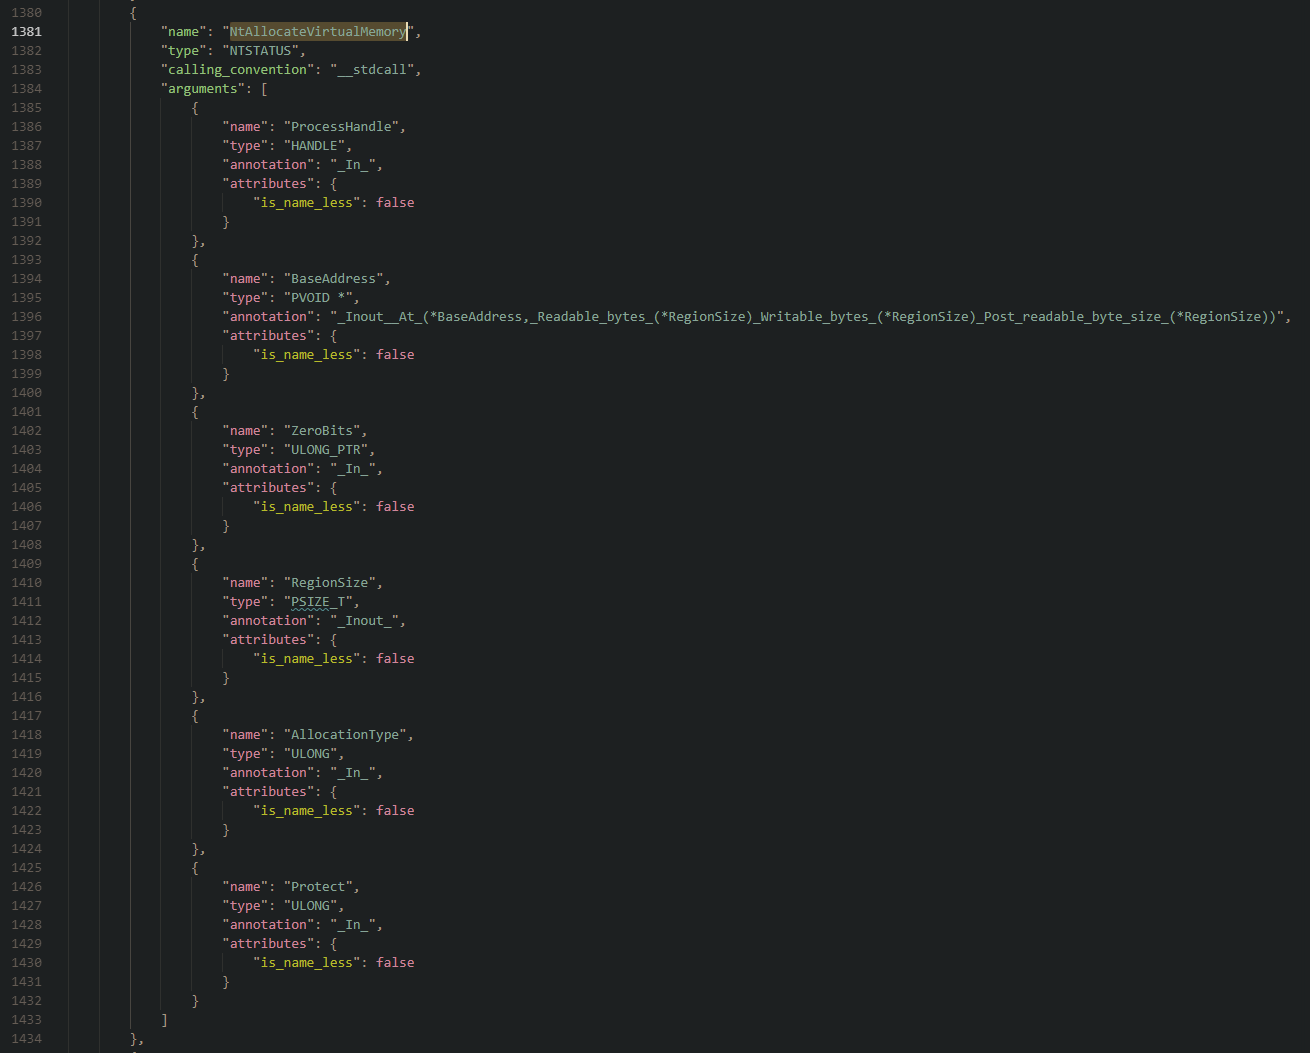 1380 {
1381 "name": "NtAllocateVirtualMemory",
1382 "type": "NTSTATUS",
1383 "calling_convention": "__stdcall",
1384 "arguments": [
1385 {
1386 "name": "ProcessHandle",
1387 "type": "HANDLE",
1388 "annotation": "_In_",
1389 "attributes": {
1390 "is_name_less": false
1391 }
1392 },
1393 {
1394 "name": "BaseAddress",
1395 "type": "PVOID *",
1396 "annotation": "_Inout__At_(*BaseAddress,_Readable_bytes_(*RegionSize)_Writable_bytes_(*RegionSize)_Post_readable_byte_size_(*RegionSize))",
1397 "attributes": {
1398 "is_name_less": false
1399 }
1400 },
1401 {
1402 "name": "ZeroBits",
1403 "type": "ULONG_PTR",
1404 "annotation": "_In_",
1405 "attributes": {
1406 "is_name_less": false
1407 }
1408 },
1409 {
1410 "name": "RegionSize",
1411 "type": "PSIZE_T",
1412 "annotation": "_Inout_",
1413 "attributes": {
1414 "is_name_less": false
1415 }
1416 },
1417 {
1418 "name": "AllocationType",
1419 "type": "ULONG",
1420 "annotation": "_In_",
1421 "attributes": {
1422 "is_name_less": false
1423 }
1424 },
1425 {
1426 "name": "Protect",
1427 "type": "ULONG",
1428 "annotation": "_In_",
1429 "attributes": {
1430 "is_name_less": false
1431 }
1432 }
1433 ]
1434 },